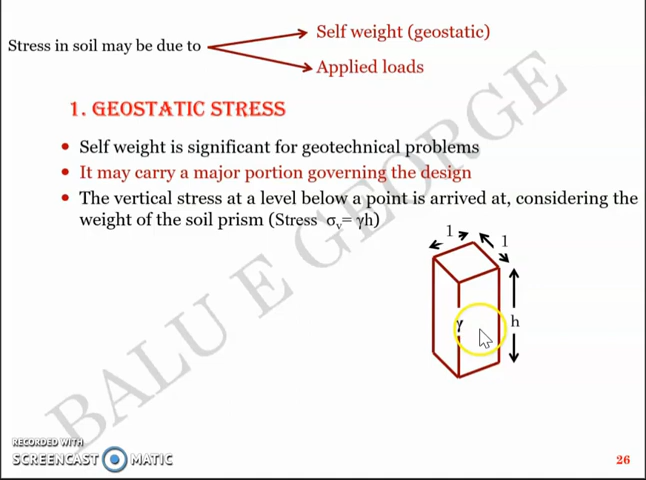 Self weight (geostatic)
Stress in soil may be due to
Applied loads
1. GEOSTATIC STRESS
• Self weight is significant for geotechnical problems
• It may carry a major portion governing the design
• The vertical stress at a level below a point is arrived at, considering the
weight of the soil prism (Stress σᵥ= γh)
1 1
γ h
BALU E GEORGE
RECORDED WITH
SCREENCAST MATIC
26